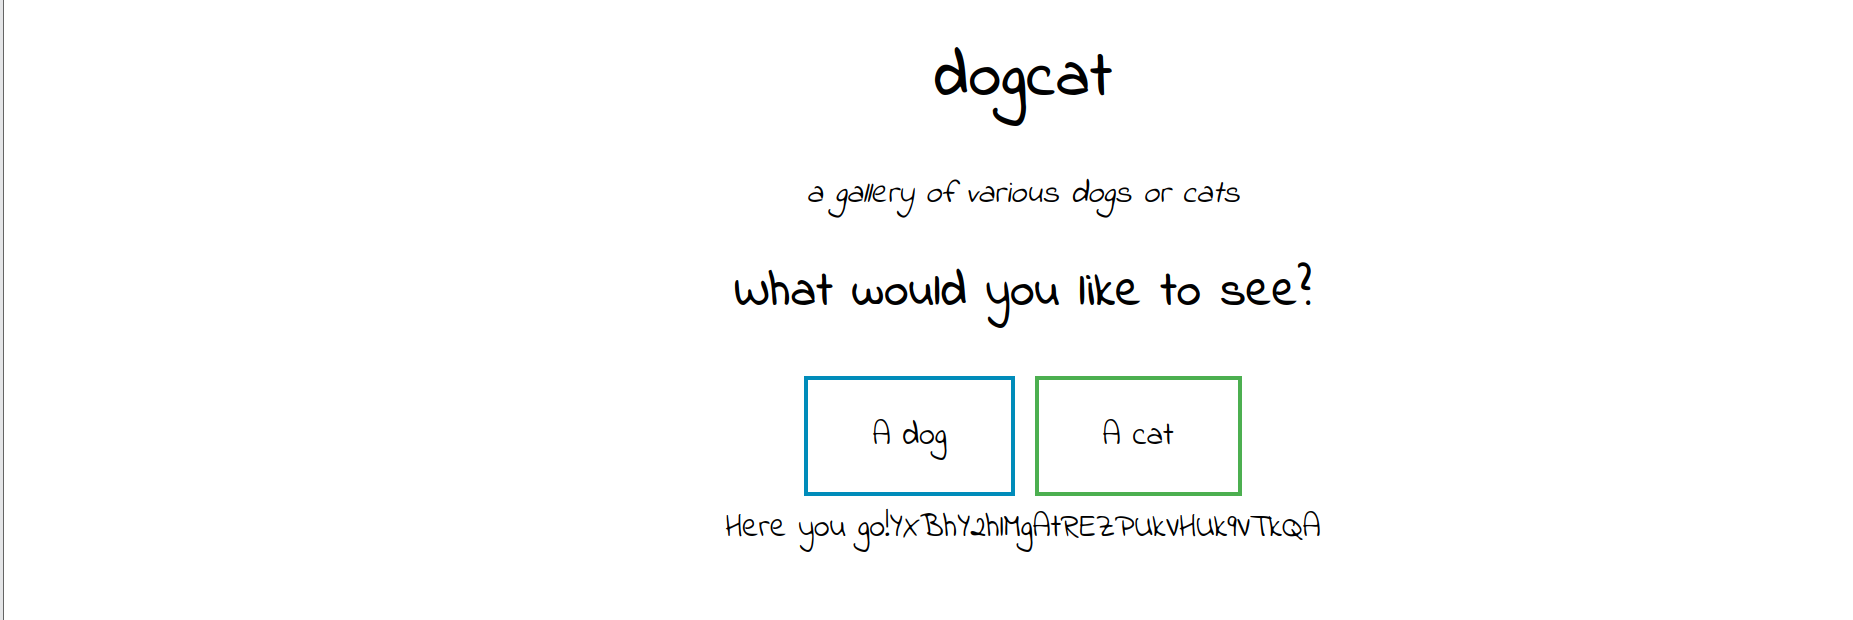 dogcat
a gallery of various dogs or cats
What would you like to see?
A dog
A cat
Here you go!YXBhY2hlMgAtREZPUkVHUk9VTkQA